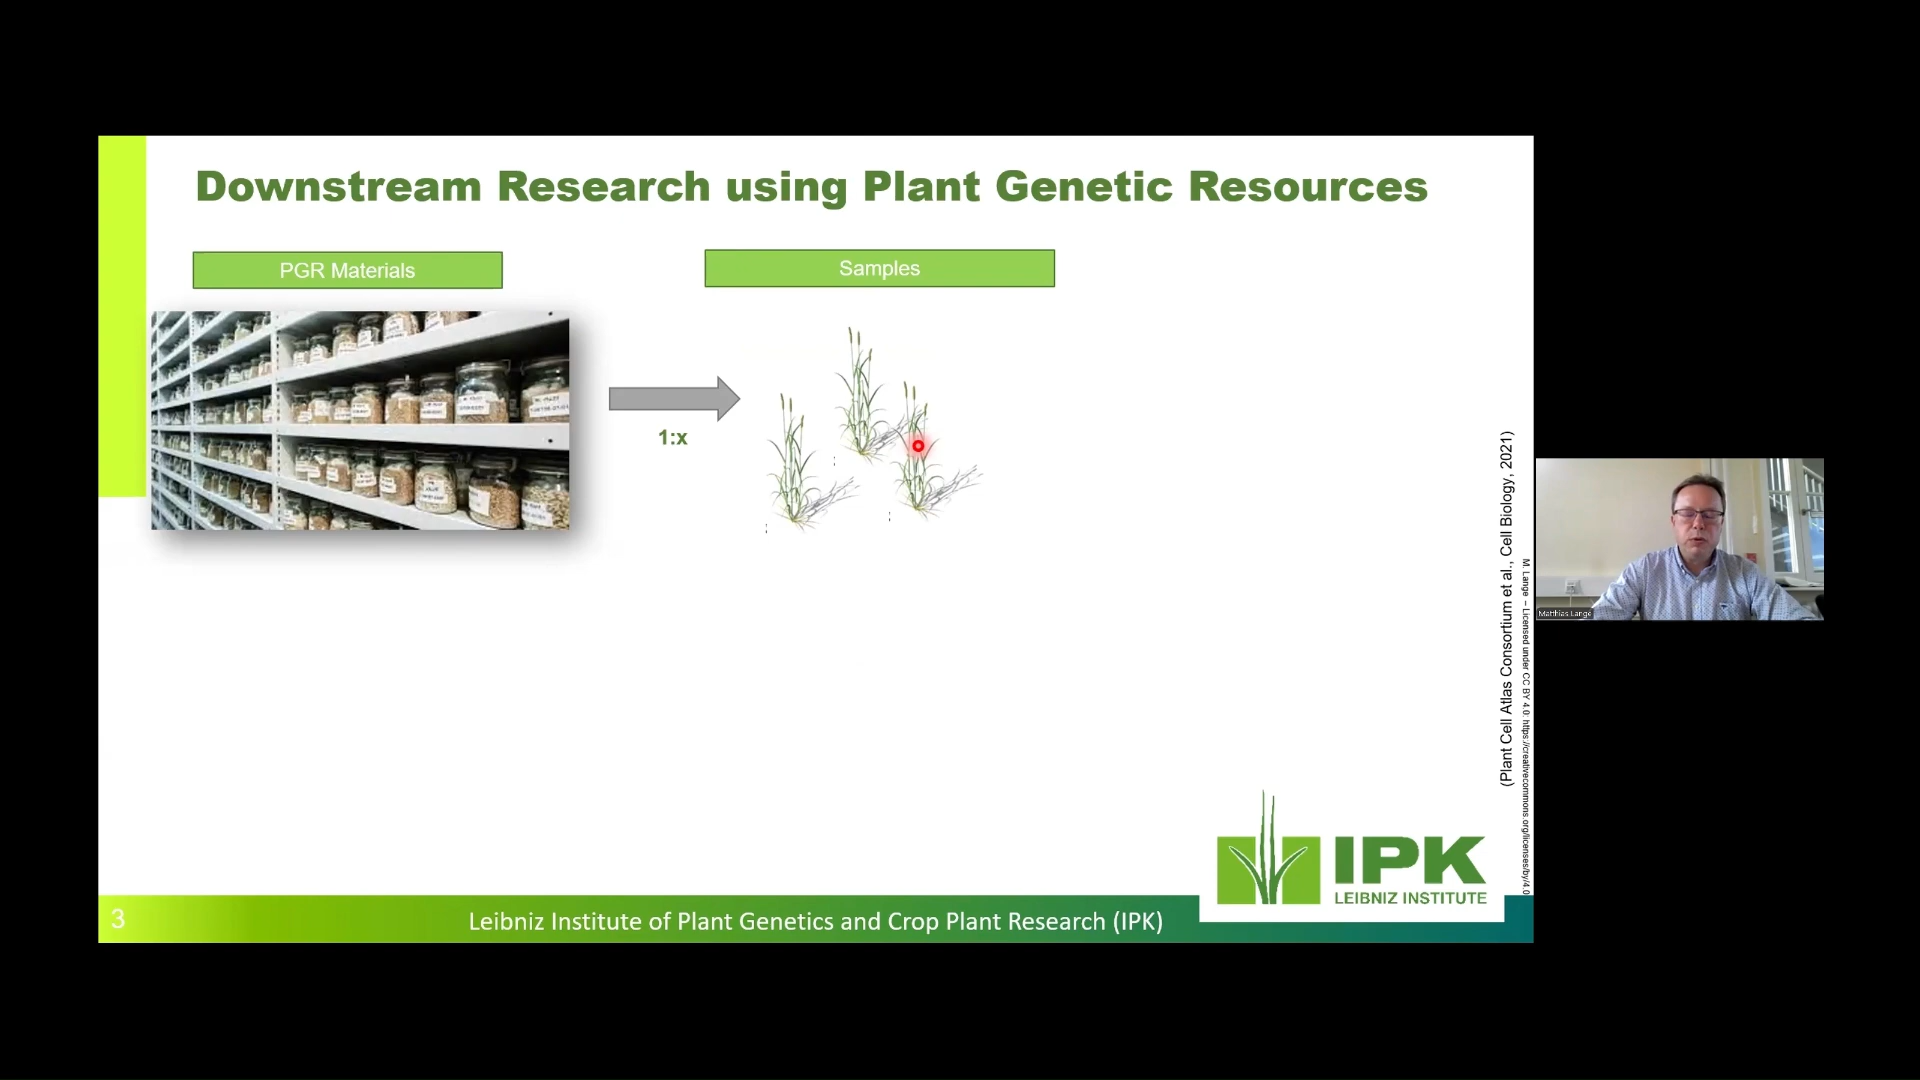 Downstream Research using Plant Genetic Resources
PGR Materials
Samples
1:x
(Plant Cell Atlas Consortium et al., Cell Biology, 2021)
M. Lange – Licensed under CC BY 4.0: https://creativecommons.org/licenses/by/4.0
Matthias Lange
IPK
LEIBNIZ INSTITUTE
3
Leibniz Institute of Plant Genetics and Crop Plant Research (IPK)